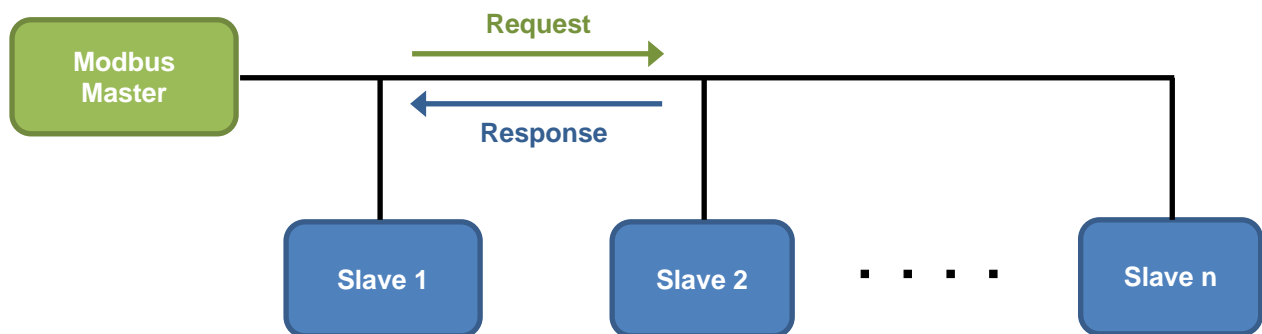 Request
Modbus
Master
Response
Slave 1
Slave 2
. . . .
Slave n